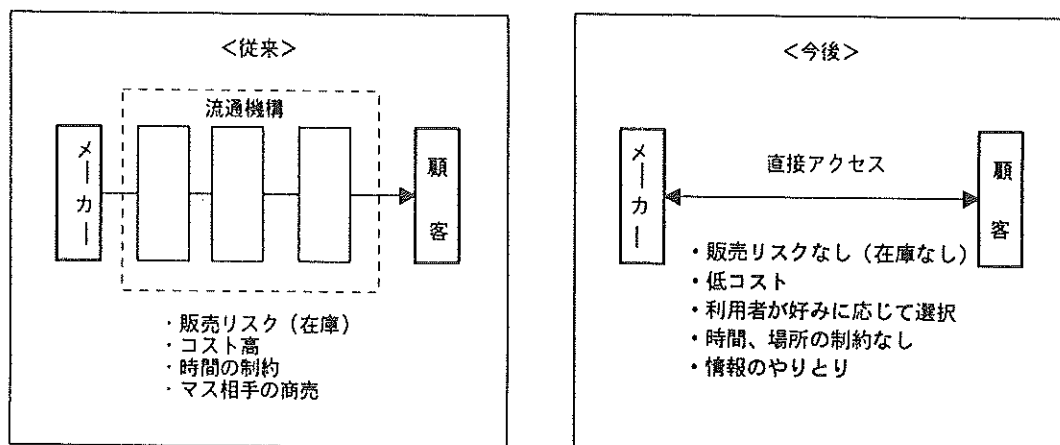 <従来>
流通機構
メーカー
顧客
・販売リスク（在庫）
・コスト高
・時間の制約
・マス相手の商売
<今後>
メーカー
直接アクセス
顧客
・販売リスクなし（在庫なし）
・低コスト
・利用者が好みに応じて選択
・時間、場所の制約なし
・情報のやりとり